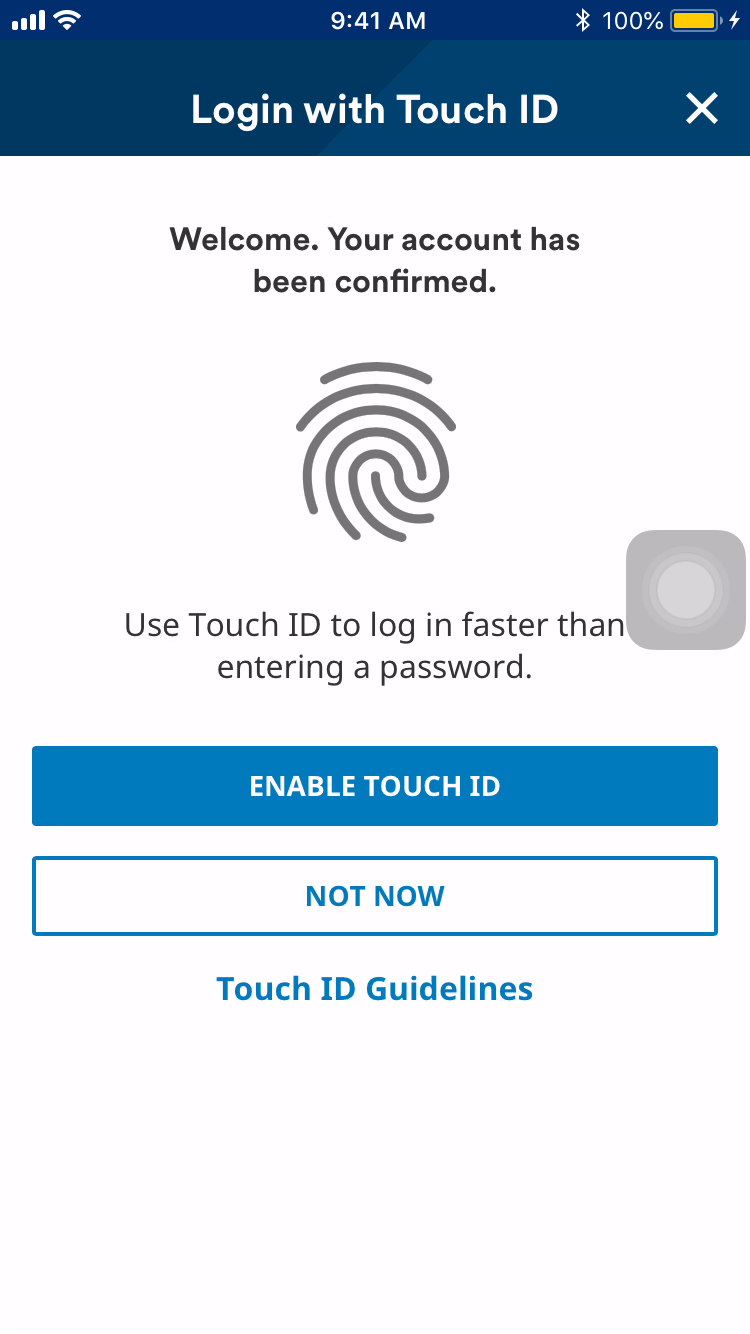 9:41 AM 100%
Login with Touch ID
Welcome. Your account has
been confirmed.
Use Touch ID to log in faster than
entering a password.
ENABLE TOUCH ID
NOT NOW
Touch ID Guidelines